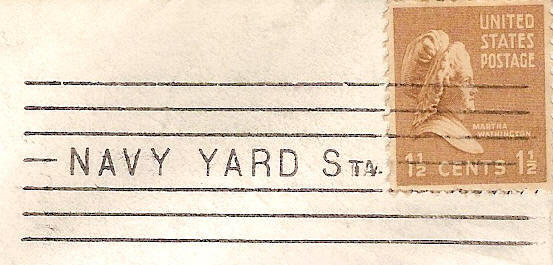 UNITED
STATES
POSTAGE
MARTHA
WASHINGTON
NAVY YARD STA.
1½ CENTS 1½